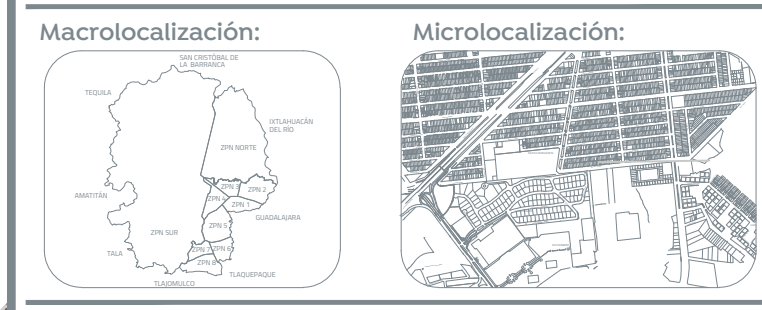 Macrolocalización:
Microlocalización:
SAN CRISTÓBAL DE
LA BARRANCA
TEQUILA
IXTLAHUACÁN
DEL RÍO
ZPN NORTE
ZPN 3
ZPN 2
AMATITÁN
ZPN 4
ZPN 1
GUADALAJARA
ZPN 5
ZPN SUR
ZPN 7
ZPN 6
TALA
ZPN 8
TLAQUEPAQUE
TLAJOMULCO